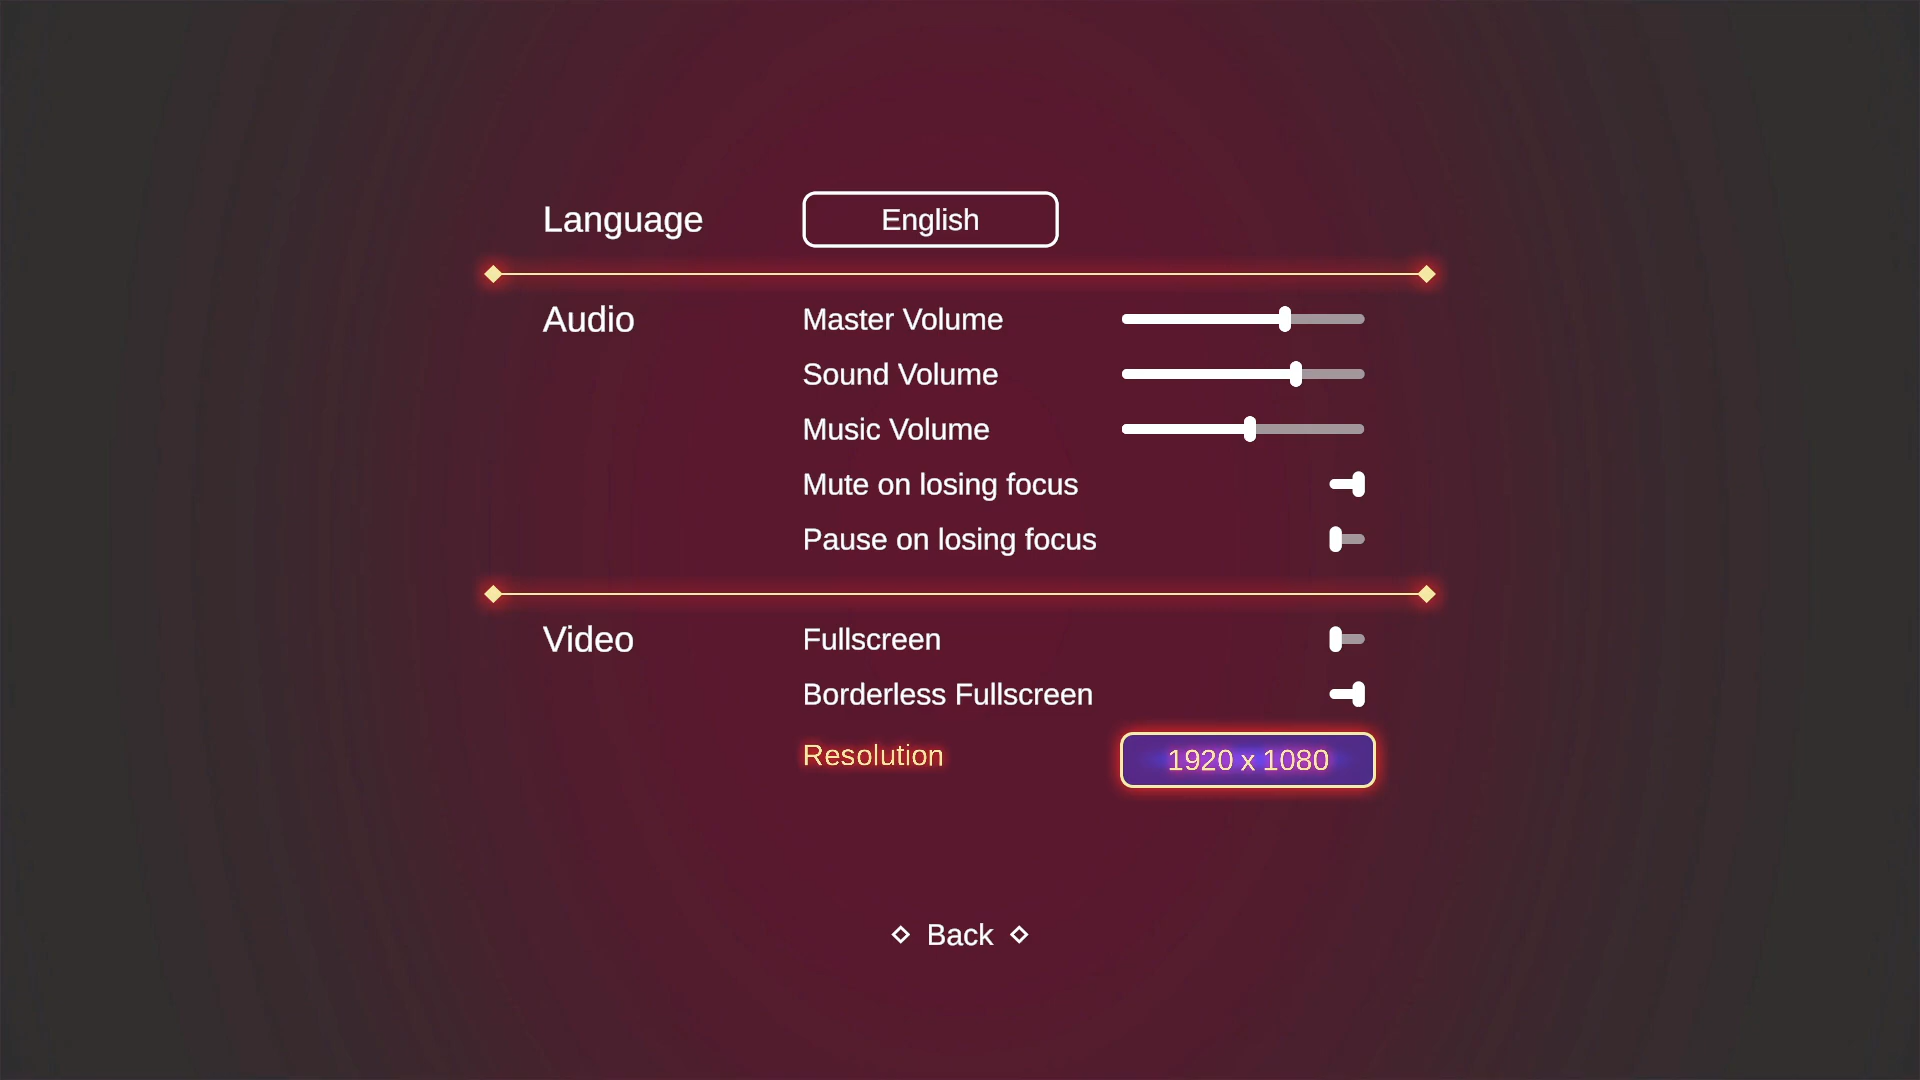 Language English
Audio Master Volume
Sound Volume
Music Volume
Mute on losing focus
Pause on losing focus
Video Fullscreen
Borderless Fullscreen
Resolution 1920 x 1080
Back